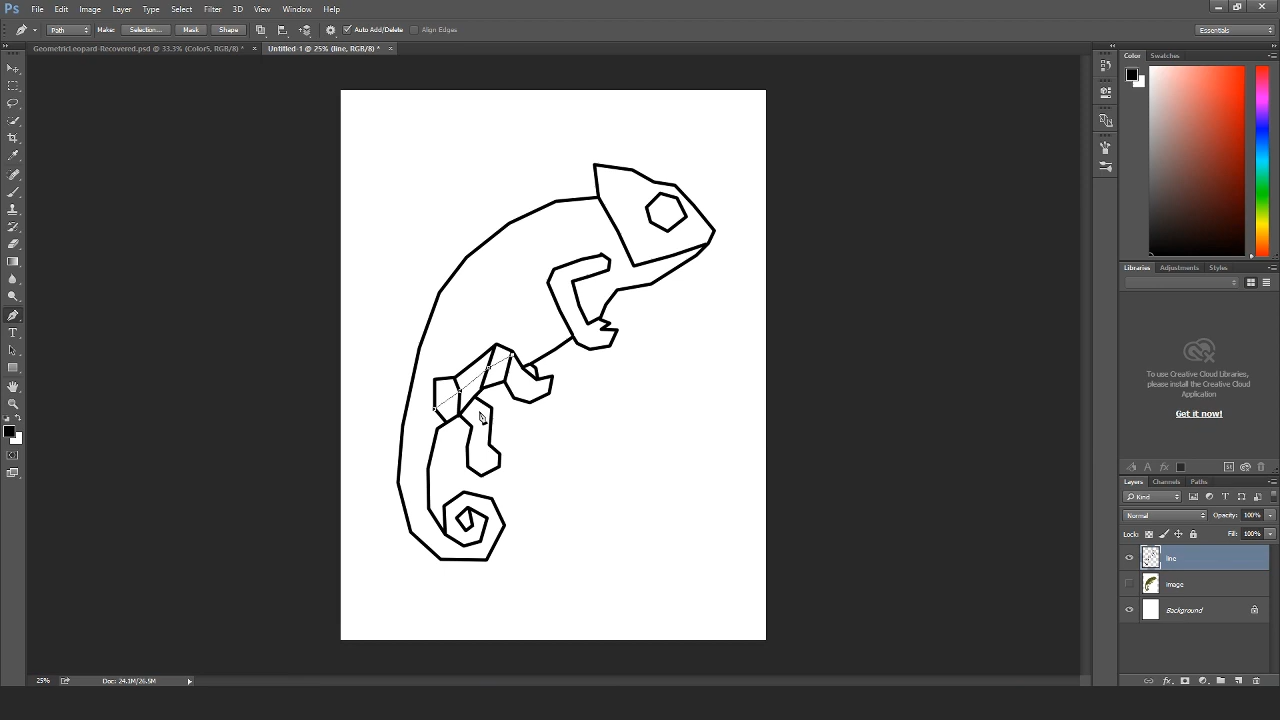 Ps File Edit Image Layer Type Select Filter 3D View Window Help
Path Make: Selection... Mask Shape Auto Add/Delete Align Edges Essentials
GeometricLeopard-Recovered.psd @ 33.3% (Color5, RGB/8) * × Untitled-1 @ 25% (line, RGB/8) * ×
Color Swatches
Libraries Adjustments Styles
To use Creative Cloud Libraries,
please install the Creative Cloud
Application
Get it now!
Layers Channels Paths
Kind
Normal Opacity: 100%
Lock: Fill: 100%
line
image
Background
25% Doc: 24.1M/26.5M